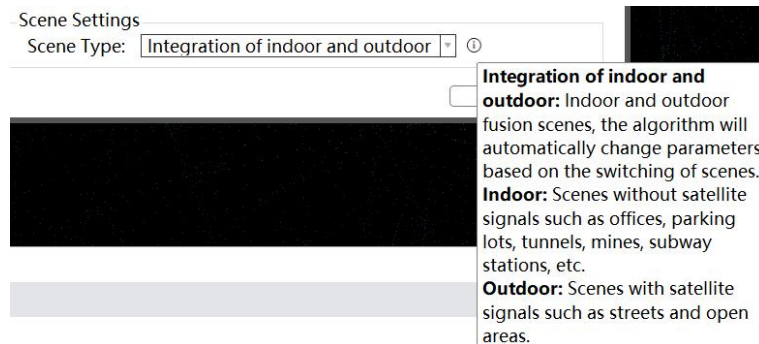 Scene Settings
Scene Type: Integration of indoor and outdoor
Integration of indoor and
outdoor: Indoor and outdoor
fusion scenes, the algorithm will
automatically change parameters
based on the switching of scenes.
Indoor: Scenes without satellite
signals such as offices, parking
lots, tunnels, mines, subway
stations, etc.
Outdoor: Scenes with satellite
signals such as streets and open
areas.